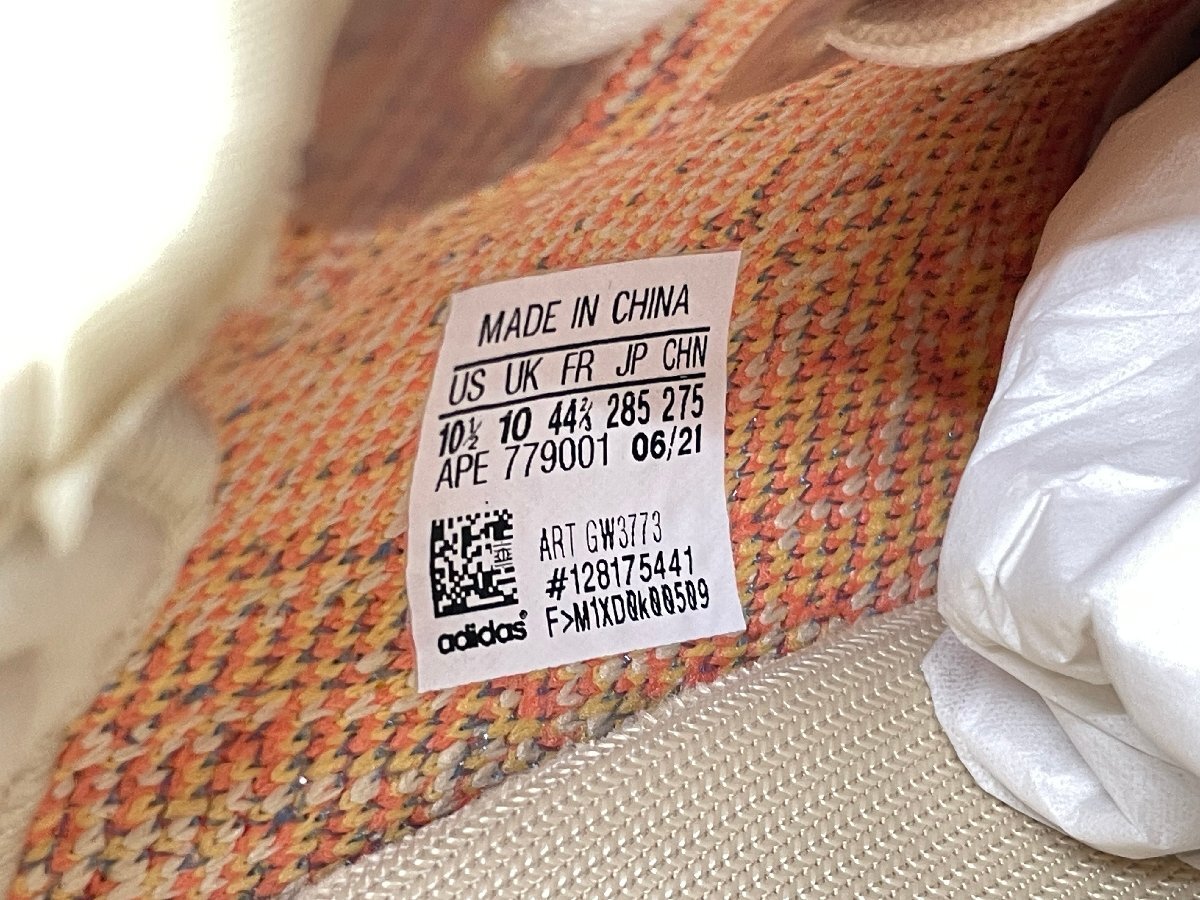 MADE IN CHINA
US UK FR JP CHN
10½ 10 44⅔ 285 275
APE 779001 06/21
ART GW3773
#128175441
F>M1XD0k00509
adidas®